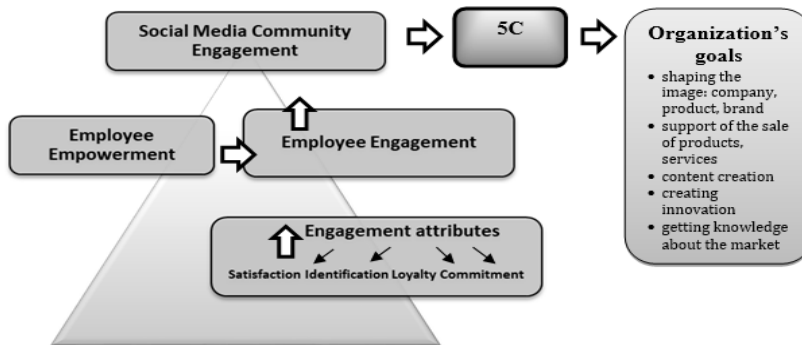 Social Media Community
Engagement
5C
Organization's
goals
• shaping the
image: company,
product, brand
• support of the sale
of products,
services
• content creation
• creating
innovation
• getting knowledge
about the market
Employee
Empowerment
Employee Engagement
Engagement attributes
Satisfaction Identification Loyalty Commitment